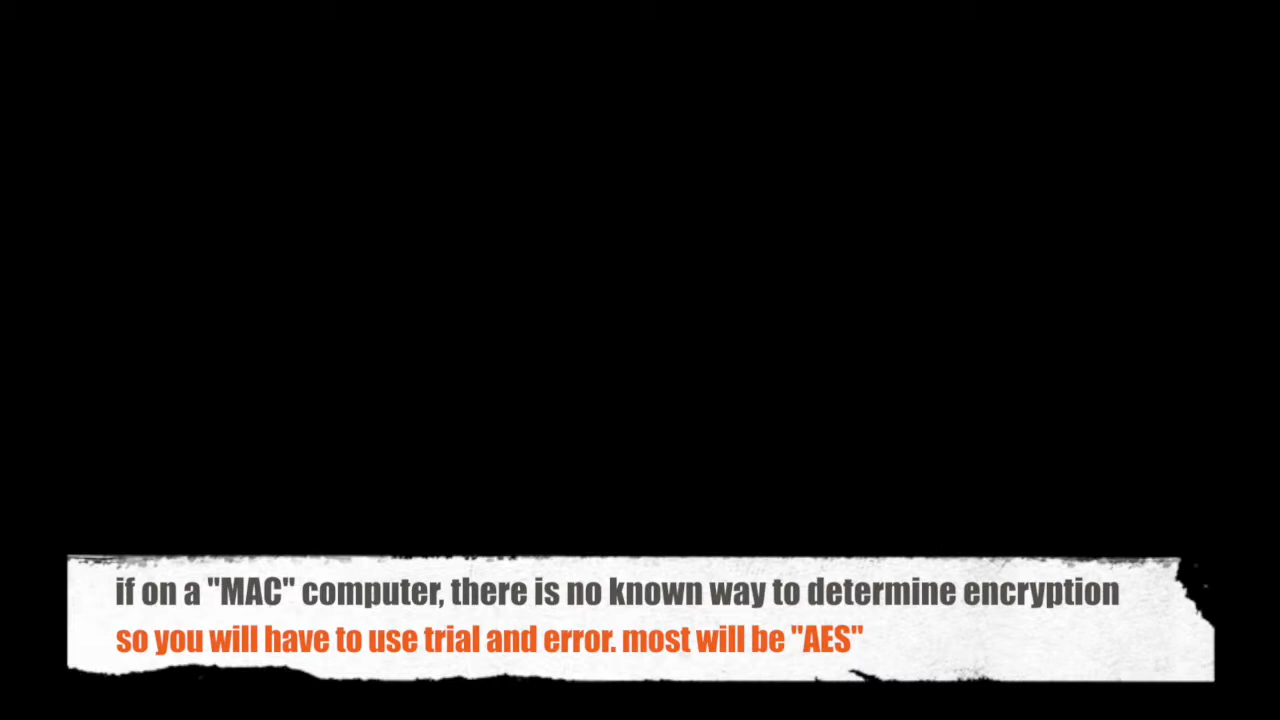 if on a "MAC" computer, there is no known way to determine encryption
so you will have to use trial and error. most will be "AES"